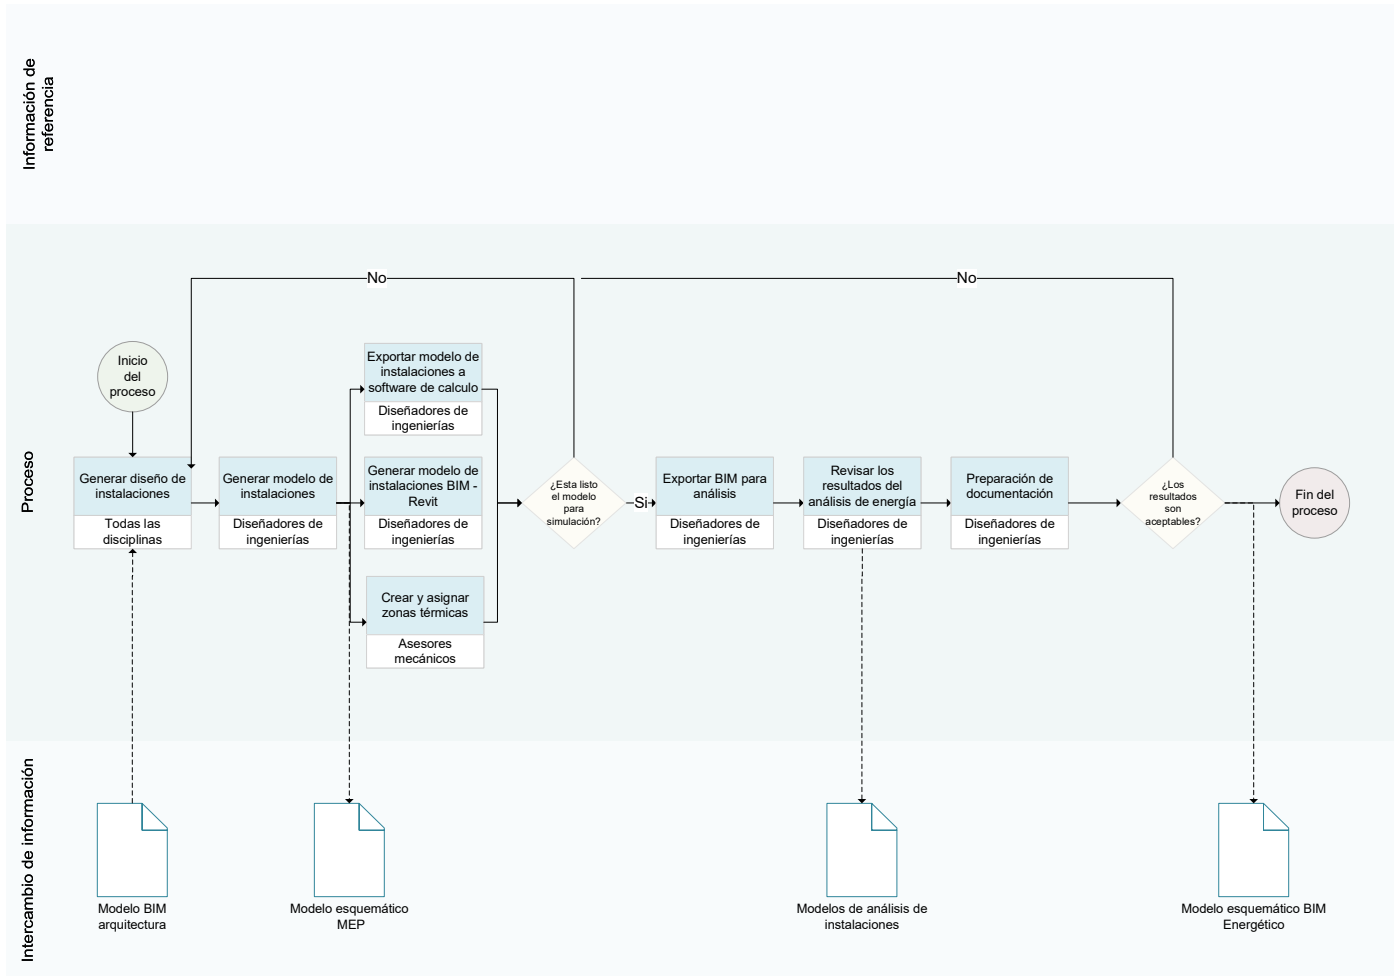 Información de
referencia
Proceso
Intercambio de información
No
No
Inicio
del
proceso
Generar diseño de
instalaciones
Todas las
disciplinas
Generar modelo de
instalaciones
Diseñadores de
ingenierías
Exportar modelo de
instalaciones a
software de calculo
Diseñadores de
ingenierías
Generar modelo de
instalaciones BIM -
Revit
Diseñadores de
ingenierías
Crear y asignar
zonas térmicas
Asesores
mecánicos
¿Esta listo
el modelo
para
simulación?
Si
Exportar BIM para
análisis
Diseñadores de
ingenierías
Revisar los
resultados del
análisis de energía
Diseñadores de
ingenierías
Preparación de
documentación
Diseñadores de
ingenierías
¿Los
resultados
son
aceptables?
Fin del
proceso
Modelo BIM
arquitectura
Modelo esquemático
MEP
Modelos de análisis de
instalaciones
Modelo esquemático BIM
Energético